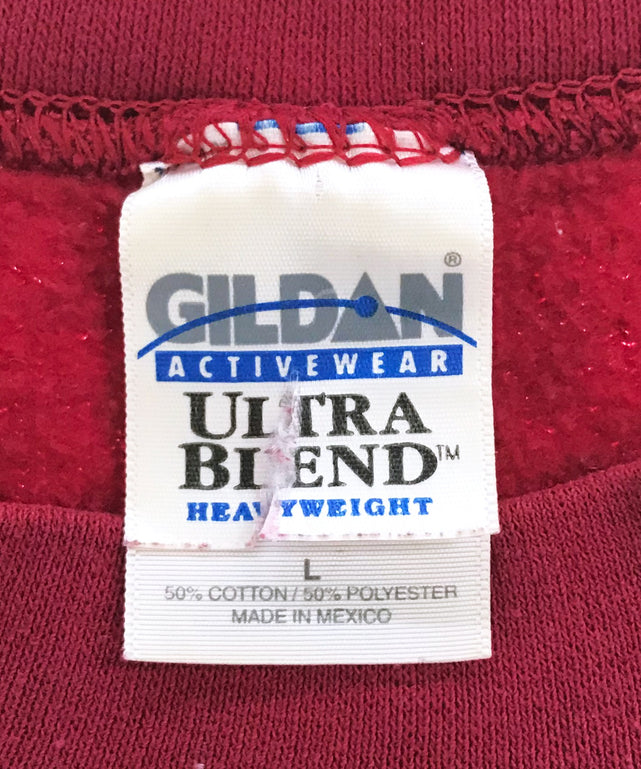 GILDAN®
ACTIVEWEAR
ULTRA
BLEND™
HEAVYWEIGHT
L
50% COTTON / 50% POLYESTER
MADE IN MEXICO